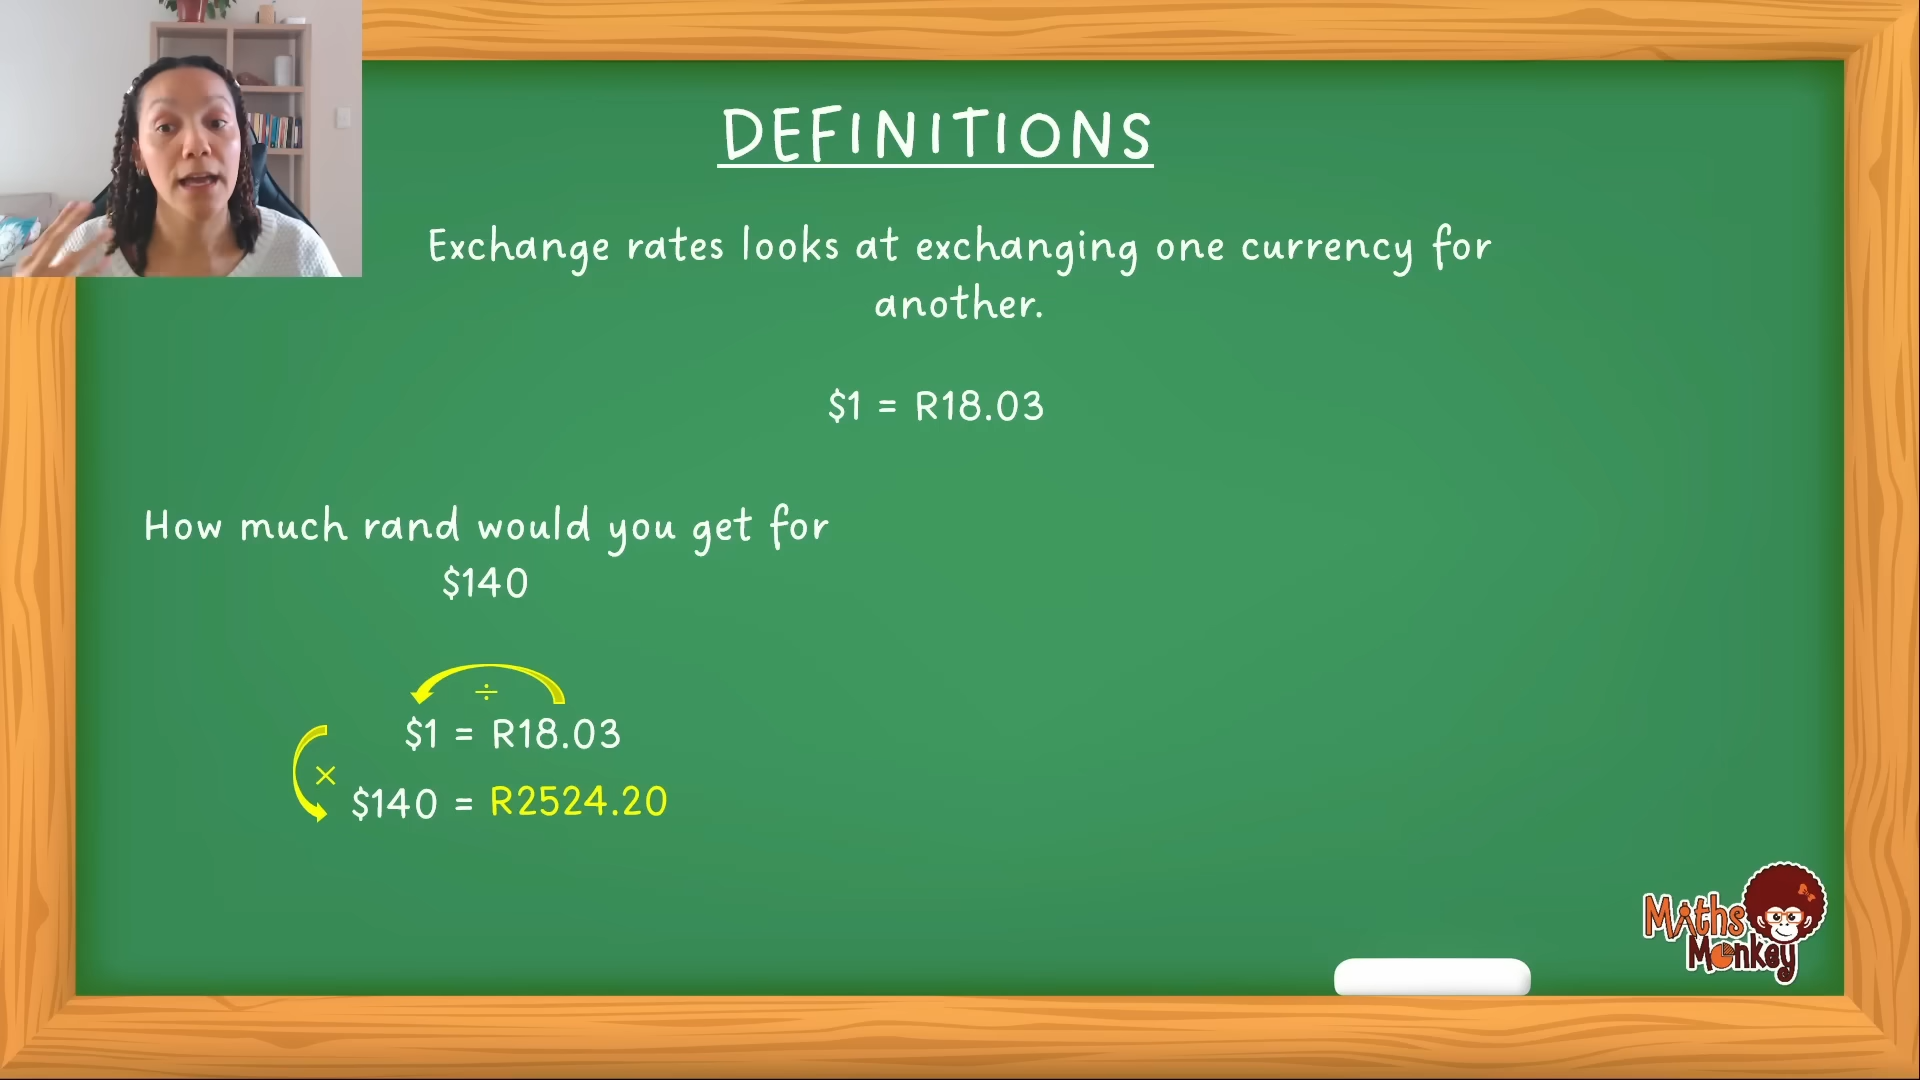 DEFINITIONS
Exchange rates looks at exchanging one currency for
another.
$1 = R18.03
How much rand would you get for
$140
÷
$1 = R18.03
×
$140 = R2524.20
Maths
Monkey